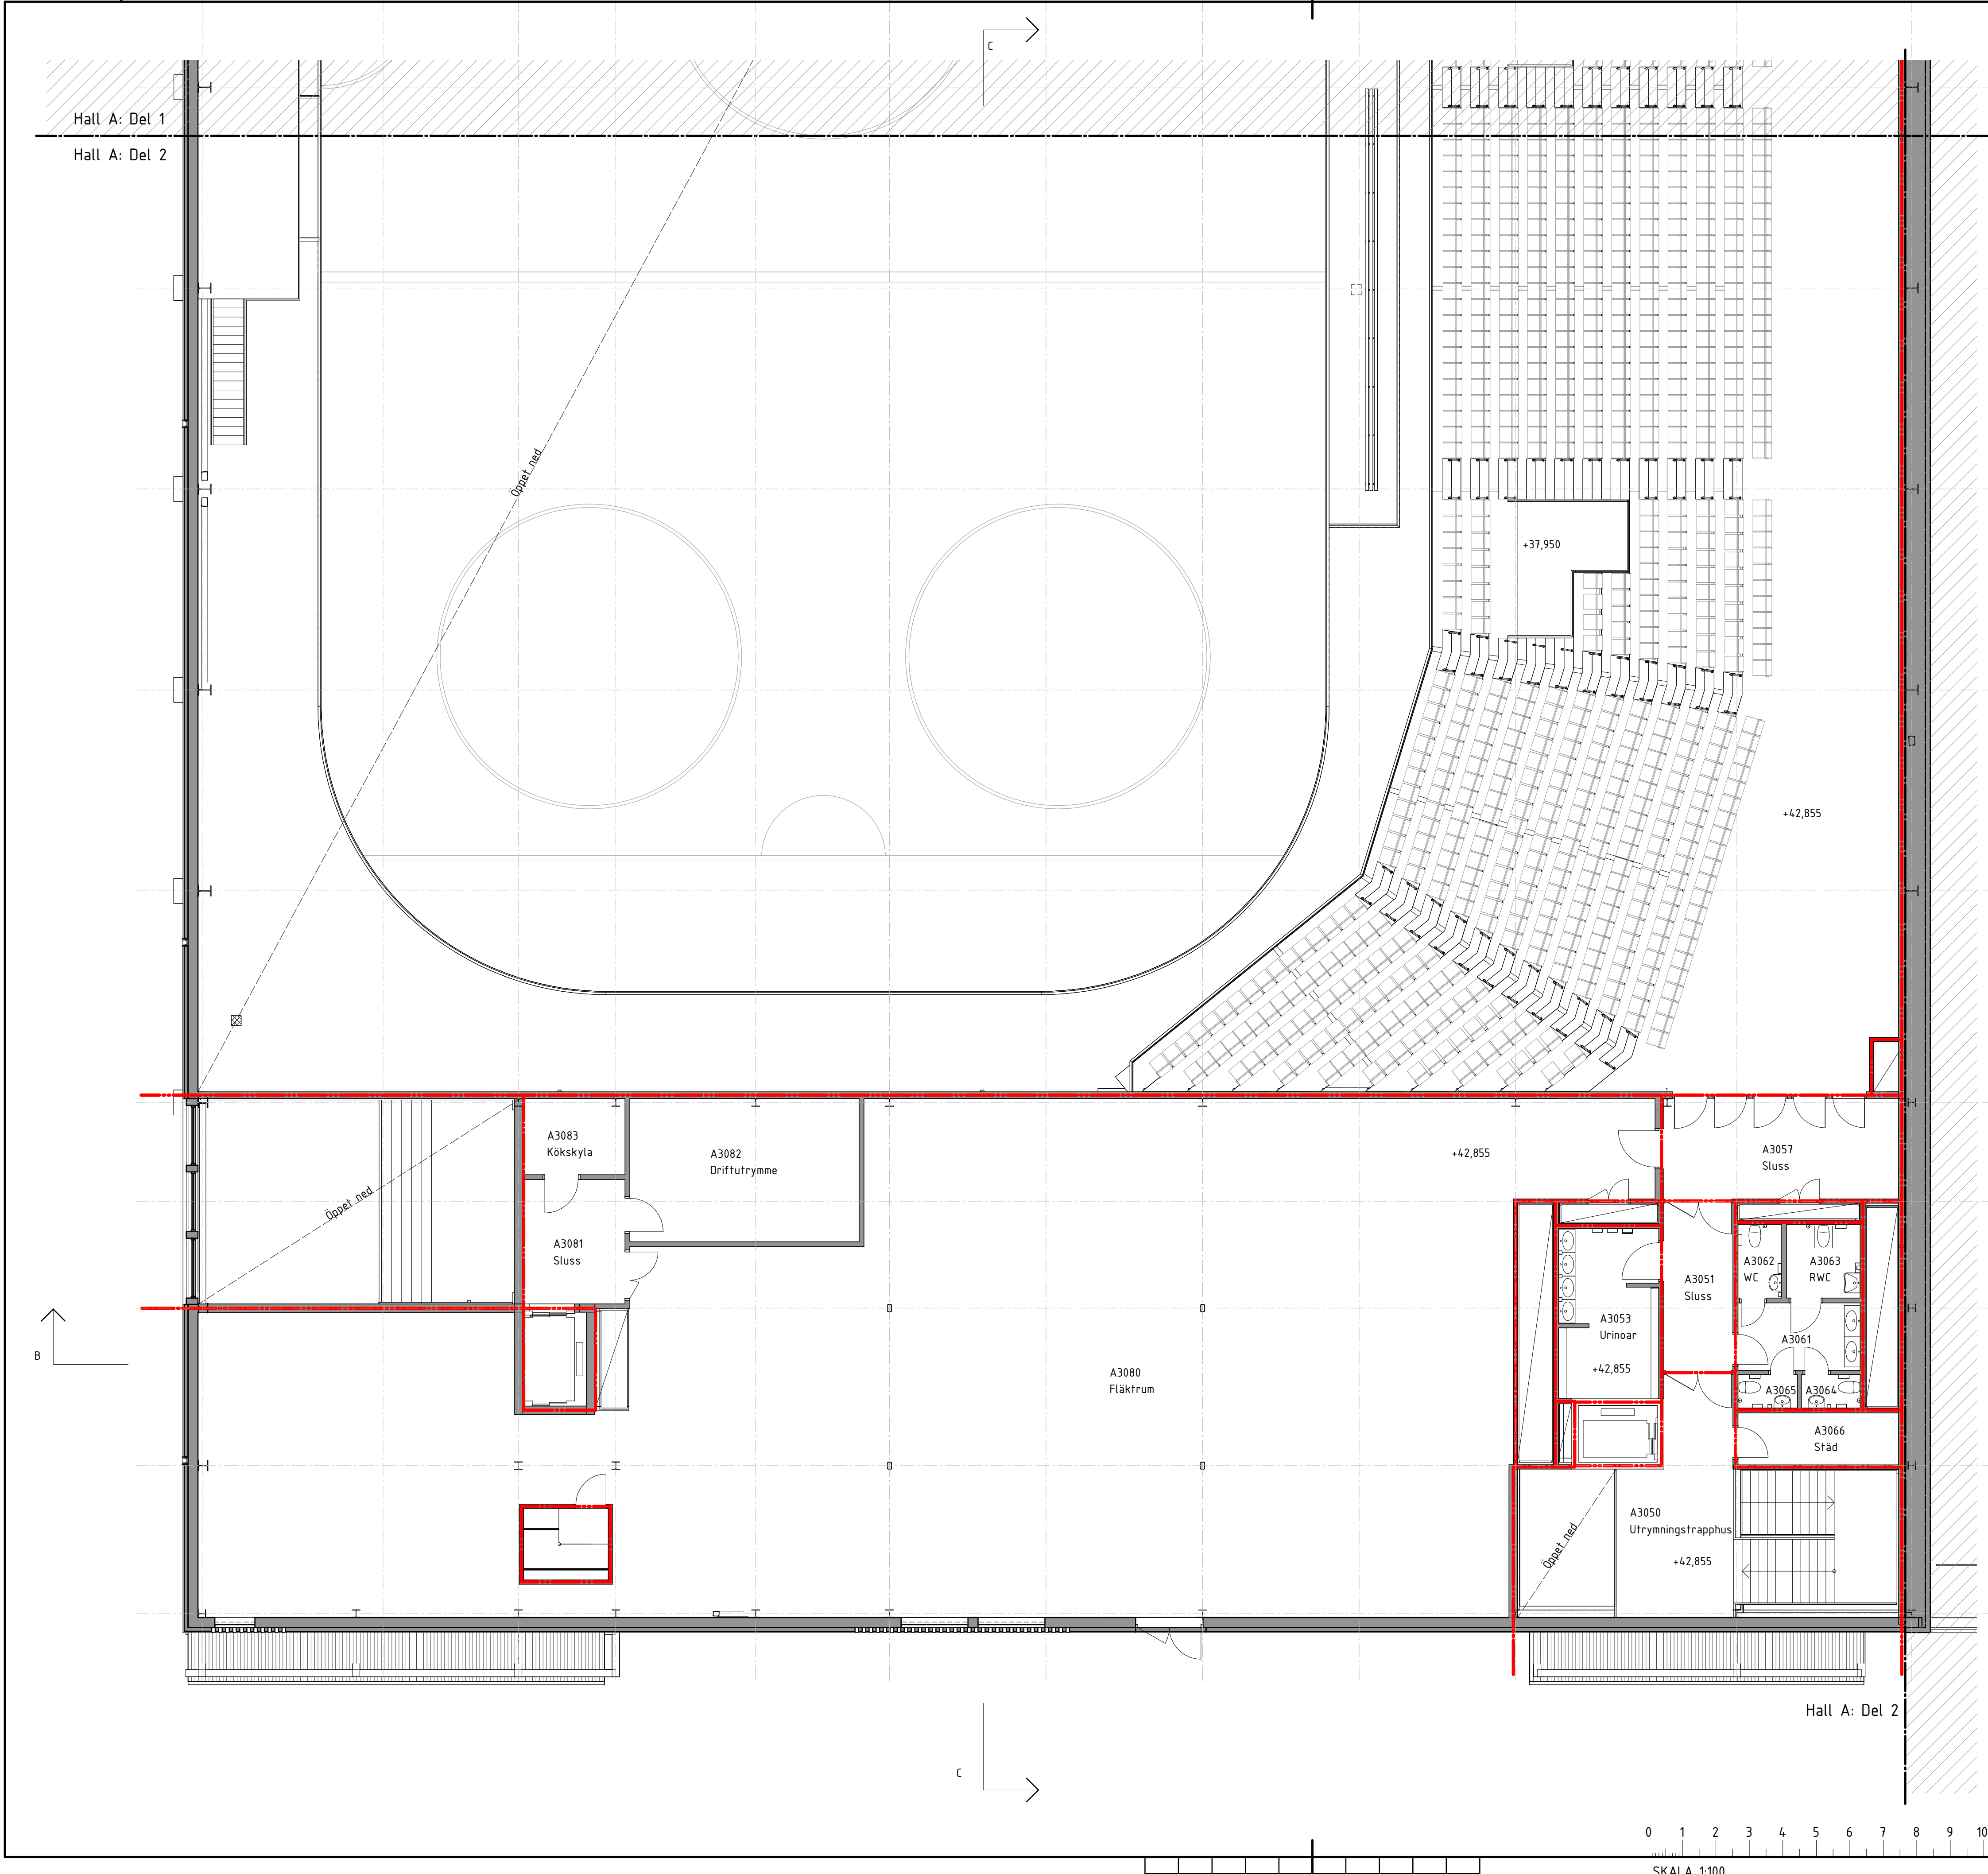 C
Hall A: Del 1
Hall A: Del 2
Öppet ned
+37,950
+42,855
A3083
Kökskyla
A3082
Driftutrymme
+42,855
A3057
Sluss
Öppet ned
A3081
Sluss
A3062
WC
A3063
RWC
A3051
Sluss
A3053
Urinoar
A3061
B
+42,855
A3080
Fläktrum
A3065
A3064
A3066
Städ
A3050
Utrymningstrapphus
Öppet ned
+42,855
Hall A: Del 2
C
0 1 2 3 4 5 6 7 8 9 10
SKALA 1:100